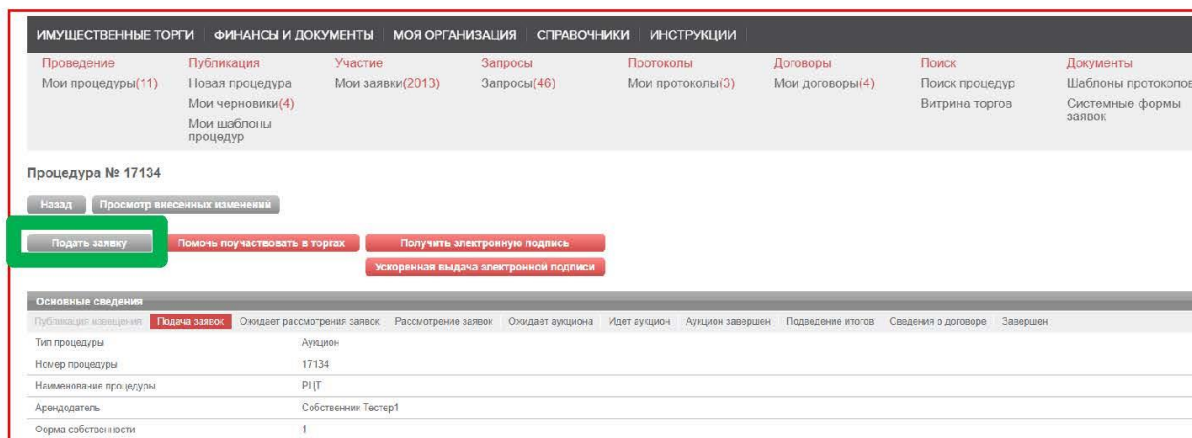 ИМУЩЕСТВЕННЫЕ ТОРГИ ФИНАНСЫ И ДОКУМЕНТЫ МОЯ ОРГАНИЗАЦИЯ СПРАВОЧНИКИ ИНСТРУКЦИИ
Проведение Публикация Участие Запросы Протоколы Договоры Поиск Документы
Мои процедуры(11) Новая процедура Мои заявки(2013) Запросы(46) Мои протоколы(3) Мои договоры(4) Поиск процедур Шаблоны протоколов
Мои черновики(4) Витрина торгов Системные формы
Мои шаблоны заявок
процедур
Процедура № 17134
Назад Просмотр внесенных изменений
Подать заявку Помочь поучаствовать в торгах Получить электронную подпись
Ускоренная выдача электронной подписи
Основные сведения
Публикация извещения Подача заявок Ожидает рассмотрения заявок Рассмотрение заявок Ожидает аукциона Идет аукцион Аукцион завершен Подведение итогов Сведения о договоре Завершен
Тип процедуры Аукцион
Номер процедуры 17134
Наименование процедуры
Арендодатель Собственник Тестер1
Форма собственности 1